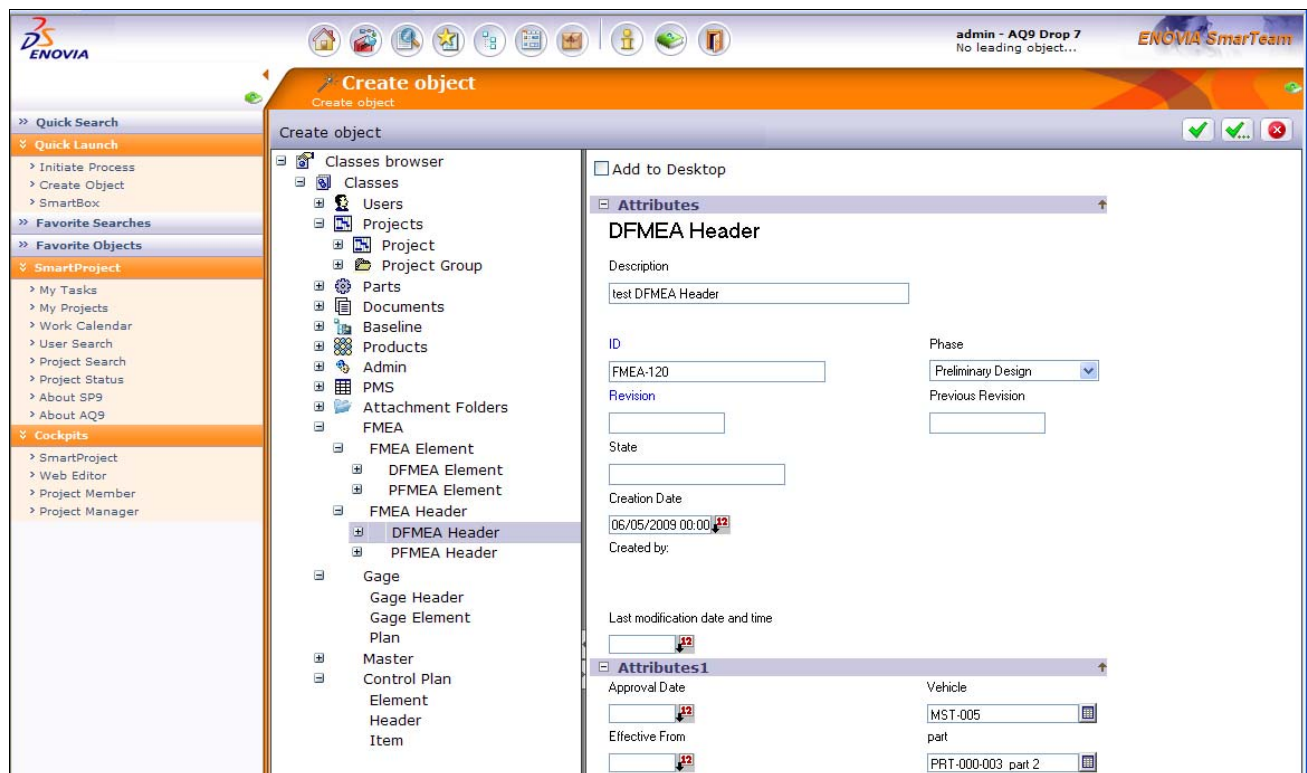 ENOVIA
admin - AQ9 Drop 7
No leading object...
ENOVIA SmarTeam
Create object
Create object
» Quick Search
Quick Launch
> Initiate Process
> Create Object
> SmartBox
» Favorite Searches
» Favorite Objects
SmartProject
> My Tasks
> My Projects
> Work Calendar
> User Search
> Project Search
> Project Status
> About SP9
> About AQ9
Cockpits
> SmartProject
> Web Editor
> Project Member
> Project Manager
Create object
Classes browser
Classes
Users
Projects
Project
Project Group
Parts
Documents
Baseline
Products
Admin
PMS
Attachment Folders
FMEA
FMEA Element
DFMEA Element
PFMEA Element
FMEA Header
DFMEA Header
PFMEA Header
Gage
Gage Header
Gage Element
Plan
Master
Control Plan
Element
Header
Item
Add to Desktop
Attributes
DFMEA Header
Description
test DFMEA Header
ID
Phase
FMEA-120
Preliminary Design
Revision
Previous Revision
State
Creation Date
06/05/2009 00:00
12
Created by:
Last modification date and time
12
Attributes1
Approval Date
Vehicle
12
MST-005
Effective From
part
12
PRT-000-003 part 2